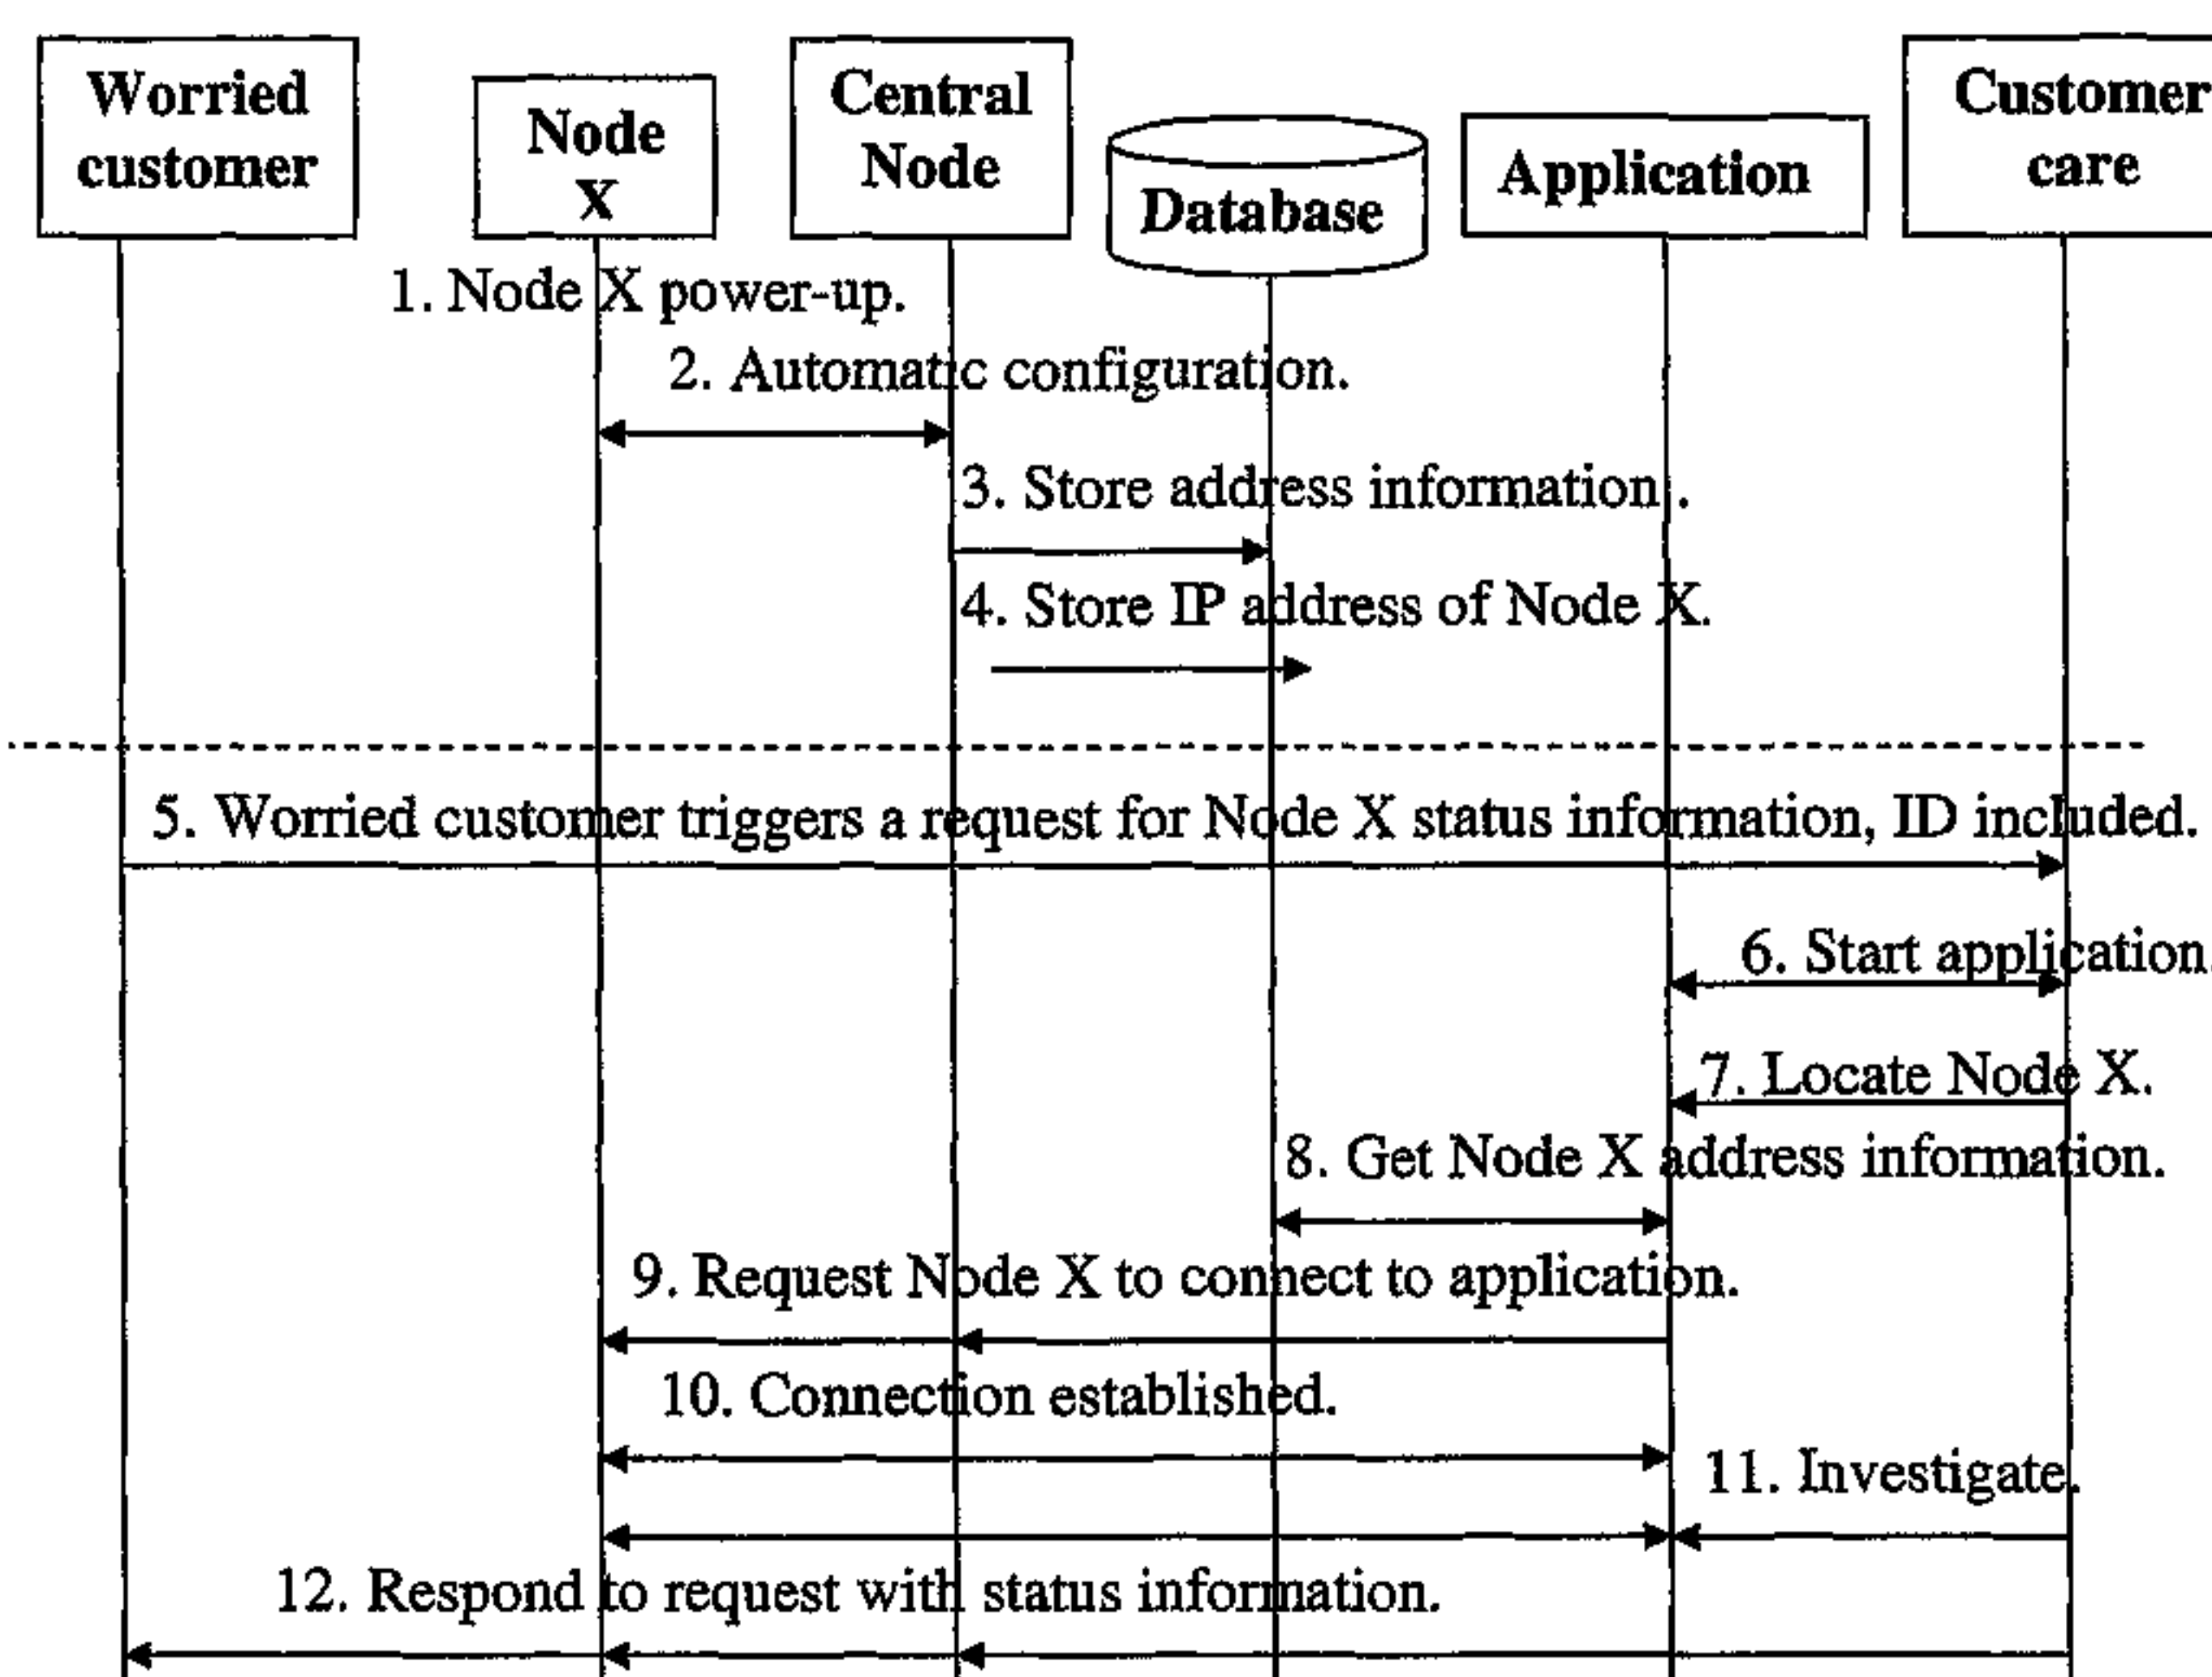 Worried
customer
Node
X
Central
Node
Database
Application
Customer
care
1. Node X power-up.
2. Automatic configuration.
3. Store address information .
4. Store IP address of Node X.
5. Worried customer triggers a request for Node X status information, ID included.
6. Start application.
7. Locate Node X.
8. Get Node X address information.
9. Request Node X to connect to application.
10. Connection established.
11. Investigate.
12. Respond to request with status information.